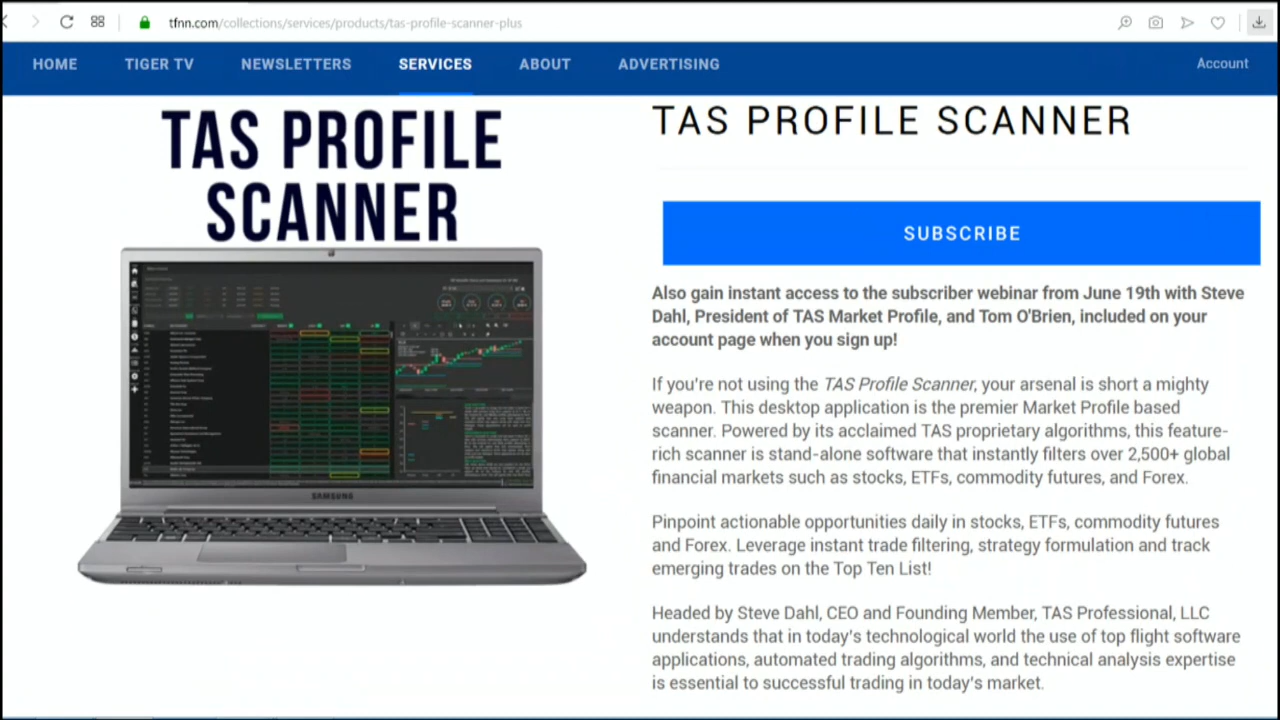 tfnn.com/collections/services/products/tas-profile-scanner-plus
HOME TIGER TV NEWSLETTERS SERVICES ABOUT ADVERTISING Account
TAS PROFILE
SCANNER
SAMSUNG
TAS PROFILE SCANNER
SUBSCRIBE
Also gain instant access to the subscriber webinar from June 19th with Steve
Dahl, President of TAS Market Profile, and Tom O'Brien, included on your
account page when you sign up!
If you're not using the TAS Profile Scanner, your arsenal is short a mighty
weapon. This desktop application is the premier Market Profile based
scanner. Powered by its acclaimed TAS proprietary algorithms, this feature-
rich scanner is stand-alone software that instantly filters over 2,500+ global
financial markets such as stocks, ETFs, commodity futures, and Forex.
Pinpoint actionable opportunities daily in stocks, ETFs, commodity futures
and Forex. Leverage instant trade filtering, strategy formulation and track
emerging trades on the Top Ten List!
Headed by Steve Dahl, CEO and Founding Member, TAS Professional, LLC
understands that in today's technological world the use of top flight software
applications, automated trading algorithms, and technical analysis expertise
is essential to successful trading in today's market.